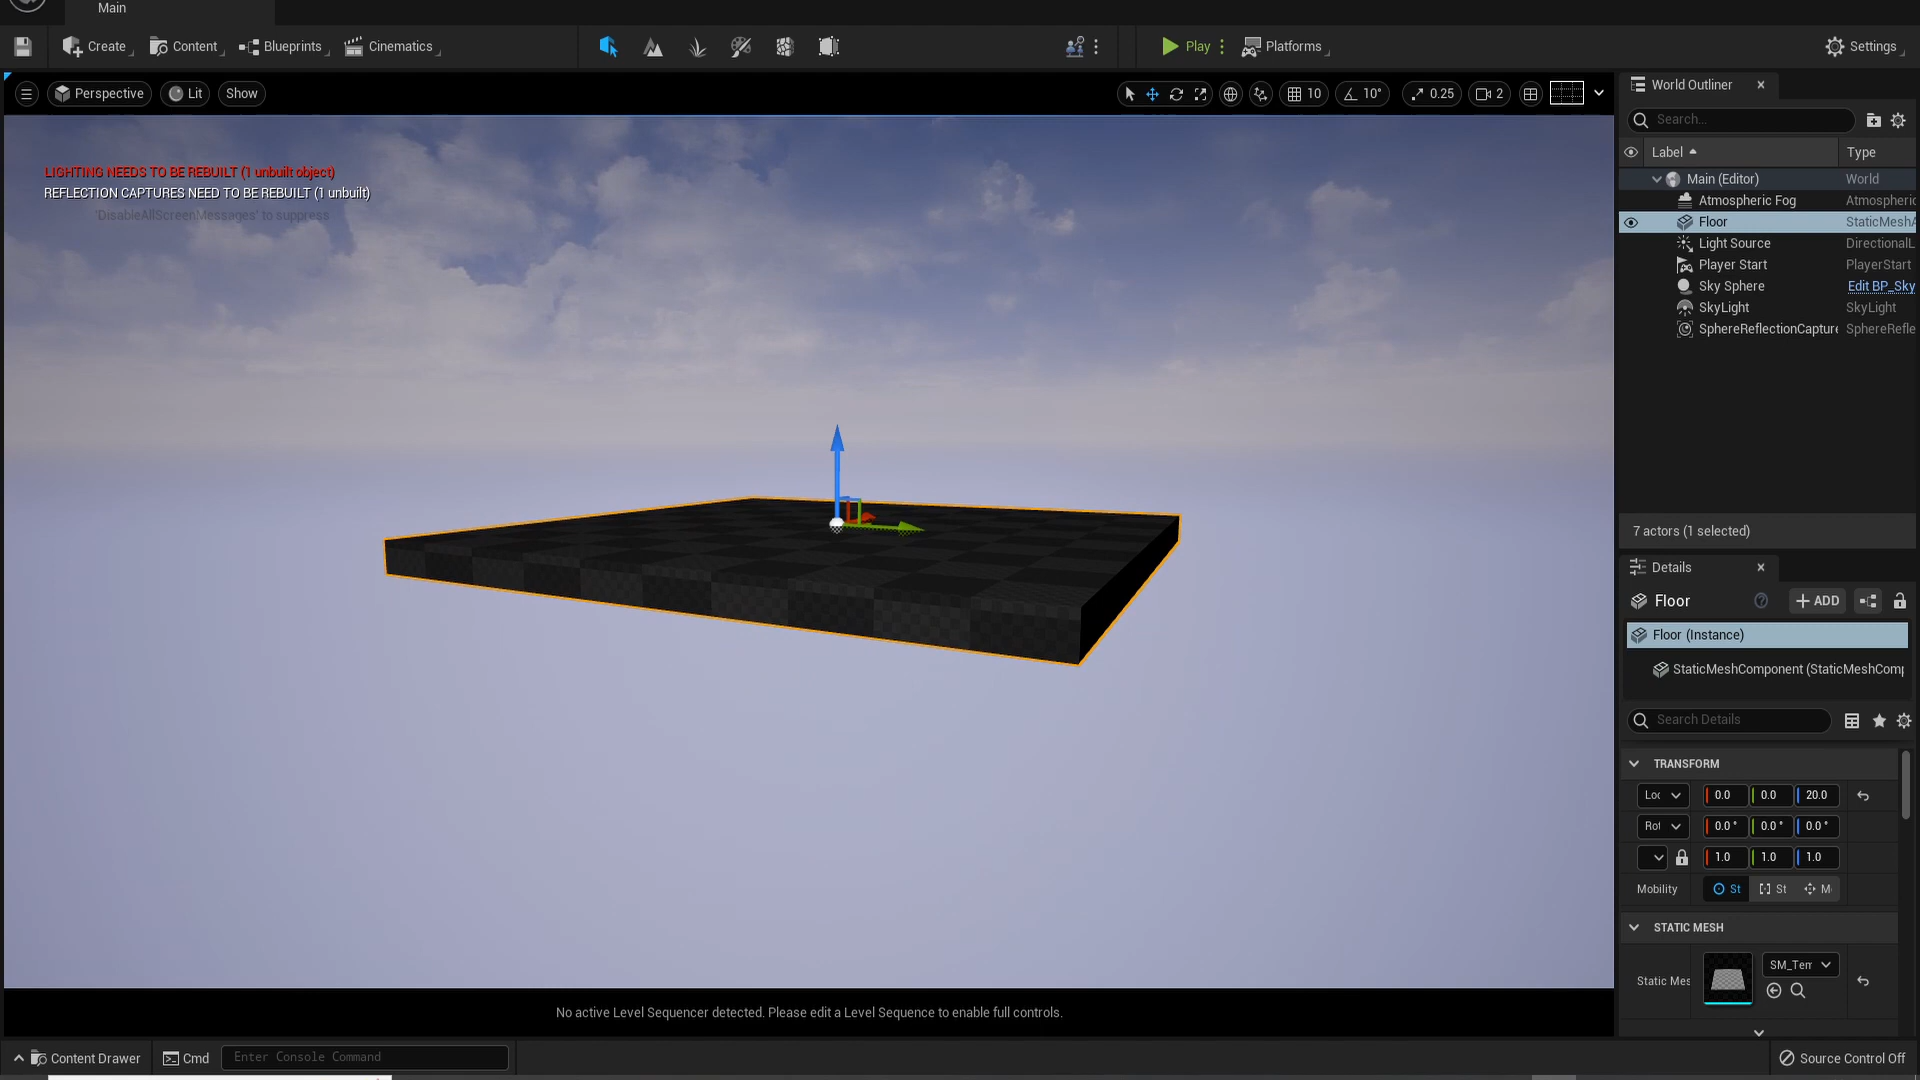 Main
Create
Content
Blueprints
Cinematics
Play
Platforms
Settings
Perspective
Lit
Show
10
10°
0.25
2
World Outliner
Search...
Label
Type
LIGHTING NEEDS TO BE REBUILT (1 unbuilt object)
REFLECTION CAPTURES NEED TO BE REBUILT (1 unbuilt)
'DisableAllScreenMessages' to suppress
Main (Editor) World
Atmospheric Fog Atmospheric
Floor StaticMeshA
Light Source DirectionalL
Player Start PlayerStart
Sky Sphere Edit BP_Sky
SkyLight SkyLight
SphereReflectionCapture SphereRefle
7 actors (1 selected)
Details
Floor
ADD
Floor (Instance)
StaticMeshComponent (StaticMeshComp
Search Details
TRANSFORM
Loc 0.0 0.0 20.0
Rot 0.0 ° 0.0 ° 0.0 °
1.0 1.0 1.0
Mobility St St M
STATIC MESH
Static Mes SM_Tem
No active Level Sequencer detected. Please edit a Level Sequence to enable full controls.
Content Drawer
Cmd
Enter Console Command
Source Control Off